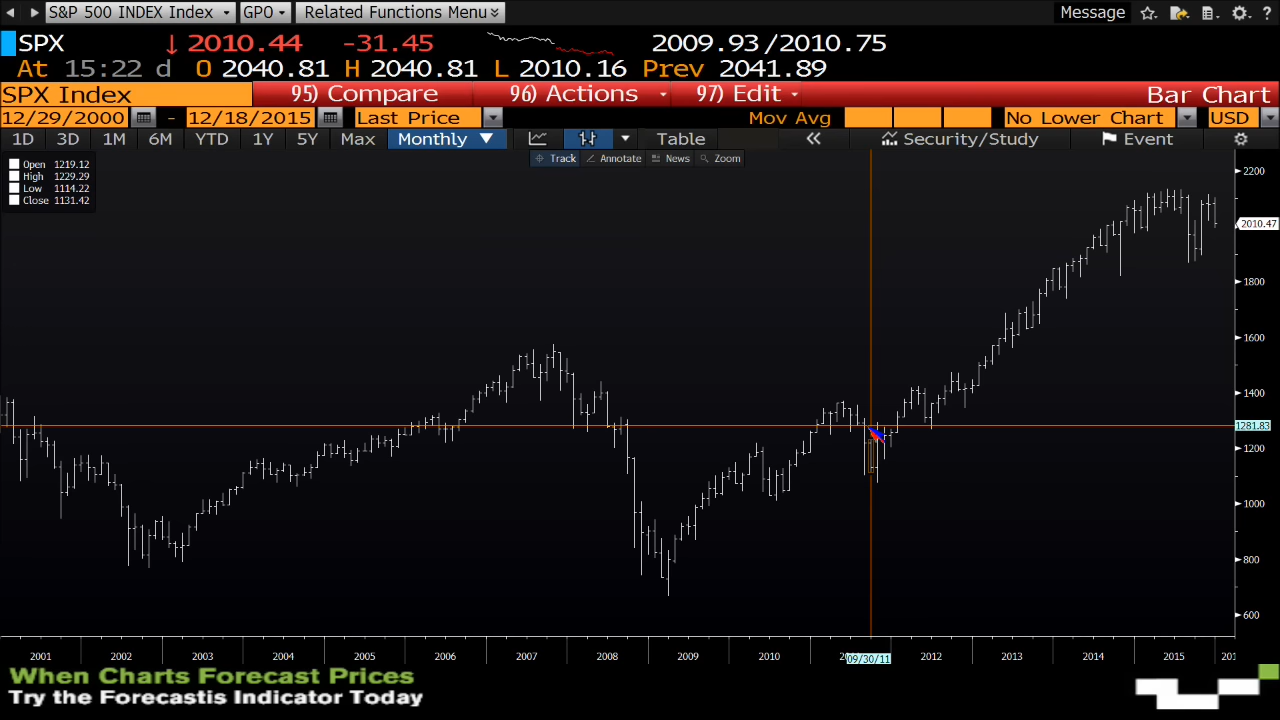 S&P 500 INDEX Index GPO Related Functions Menu Message ?
SPX 2010.44 -31.45 2009.93/2010.75
At 15:22 d O 2040.81 H 2040.81 L 2010.16 Prev 2041.89
SPX Index 95) Compare 96) Actions 97) Edit Bar Chart
12/29/2000 - 12/18/2015 Last Price Mov Avg No Lower Chart USD
1D 3D 1M 6M YTD 1Y 5Y Max Monthly Table Security/Study Event
Track Annotate News Zoom
Open 1219.12
High 1229.29
Low 1114.22
Close 1131.42
2200
2010.47
1800
1600
1400
1281.83
1200
1000
800
600
2001 2002 2003 2004 2005 2006 2007 2008 2009 2010 09/30/11 2012 2013 2014 2015
When Charts Forecast Prices
Try the Forecastis Indicator Today